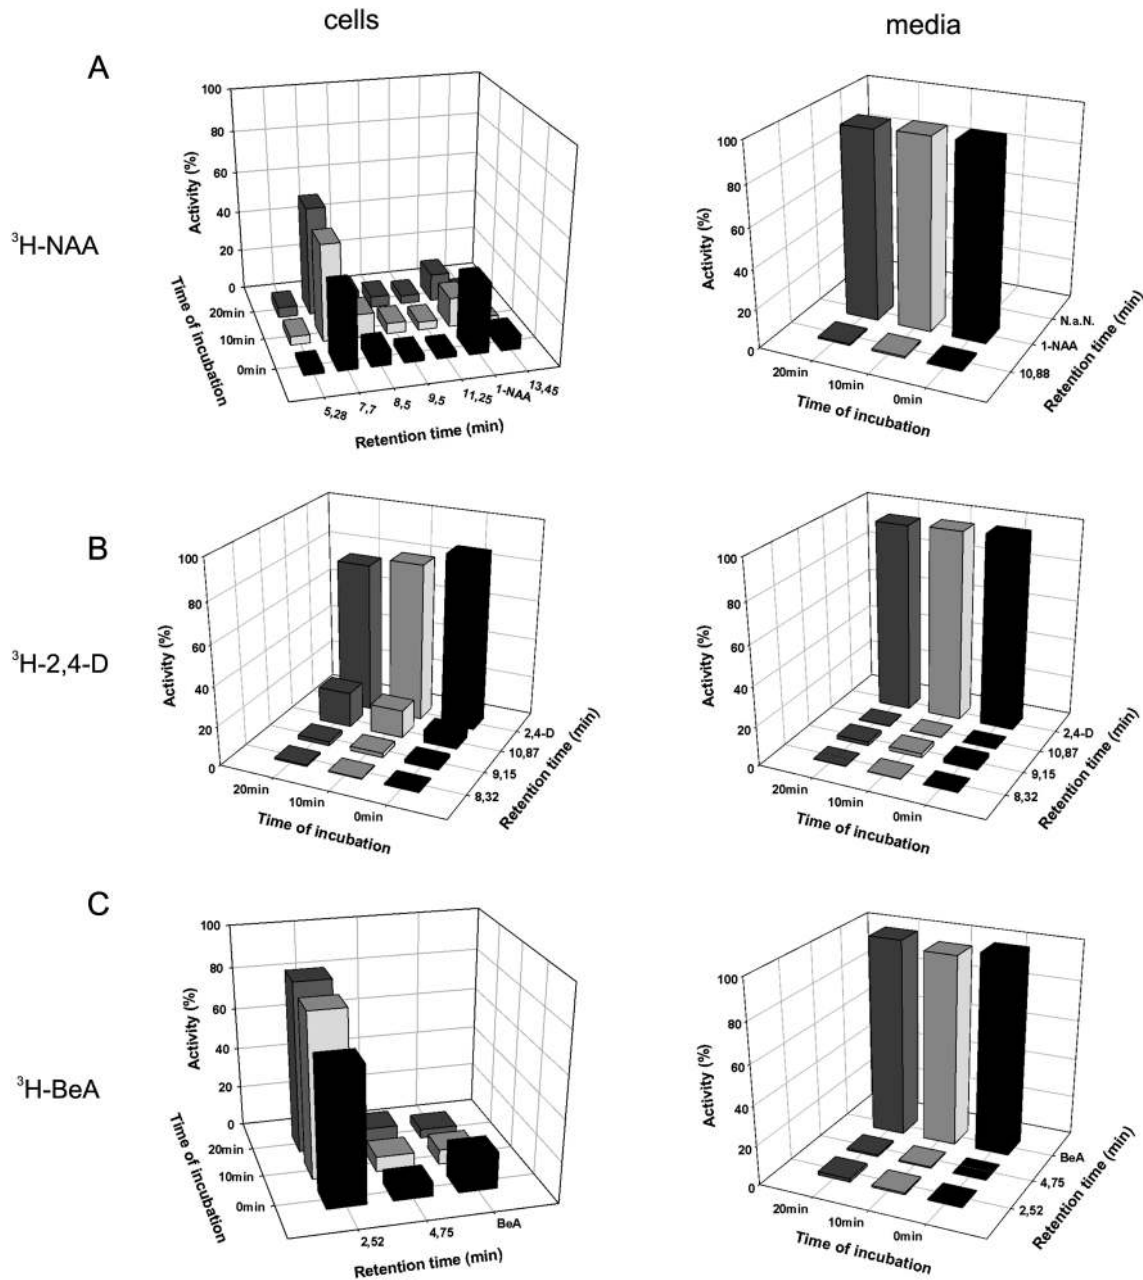 cells
media
A
³H-NAA
Activity (%)
100
80
60
40
20
0
Time of incubation
20min
10min
0min
5,28
7,7
8,5
9,5
11,25
1-NAA
13,45
Retention time (min)
Activity (%)
100
80
60
40
20
0
20min
10min
0min
Time of incubation
N.a.N.
1-NAA
10,88
Retention time (min)
B
³H-2,4-D
Activity (%)
100
80
60
40
20
0
20min
10min
0min
Time of incubation
2,4-D
10,87
9,15
8,32
Retention time (min)
Activity (%)
100
80
60
40
20
0
20min
10min
0min
Time of incubation
2,4-D
10,87
9,15
8,32
Retention time (min)
C
³H-BeA
Activity (%)
100
80
60
40
20
0
Time of incubation
20min
10min
0min
2,52
4,75
BeA
Retention time (min)
Activity (%)
100
80
60
40
20
0
20min
10min
0min
Time of incubation
BeA
4,75
2,52
Retention time (min)